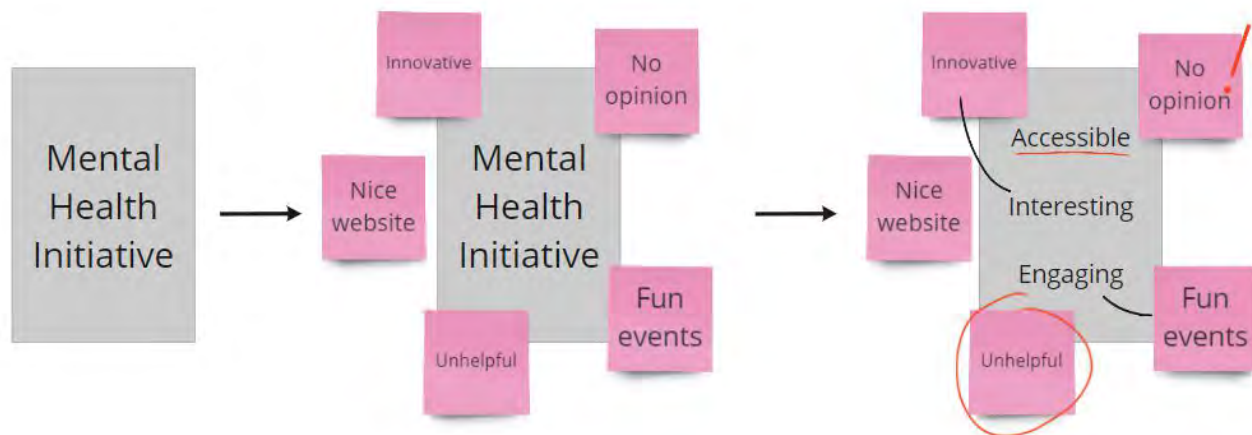 Mental
Health
Initiative
Innovative
No
opinion
Nice
website
Mental
Health
Initiative
Unhelpful
Fun
events
Innovative
No
opinion
Accessible
Nice
website
Interesting
Engaging
Unhelpful
Fun
events